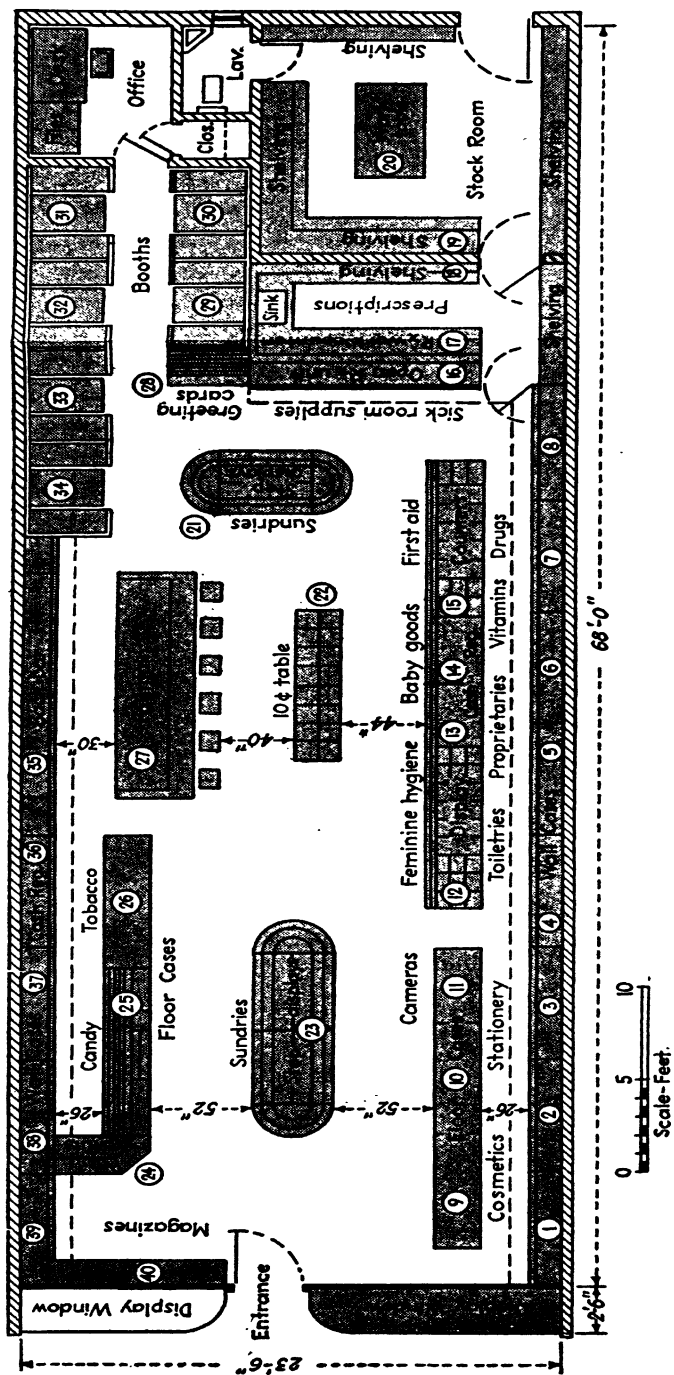 Office
Lav.
Clos.
Shelving
Shelving
20
Stock Room
Shelving
31
30
Booths
Shelving
19
Shelving
18
Sink
Prescriptions
Shelving
32
29
17
16
28
Greeting
cards
Sick room supplies
33
34
21
Sundries
8
First aid
Drugs
7
22
15
Baby goods
Vitamins
10¢ table
14
6
27
13
30"
40"
44"
Feminine hygiene
Proprietaries
5
35
Display
Toiletries
Wall Cases
12
36
Tobacco
26
4
37
Floor Cases
25
Candy
Sundries
23
Cameras
11
Stationery
3
10
26"
52"
52"
26"
2
38
24
9
Cosmetics
39
Magazines
1
40
Display Window
Entrance
68'-0"
2'6"
23'-6"
0 5 10
Scale-Feet.